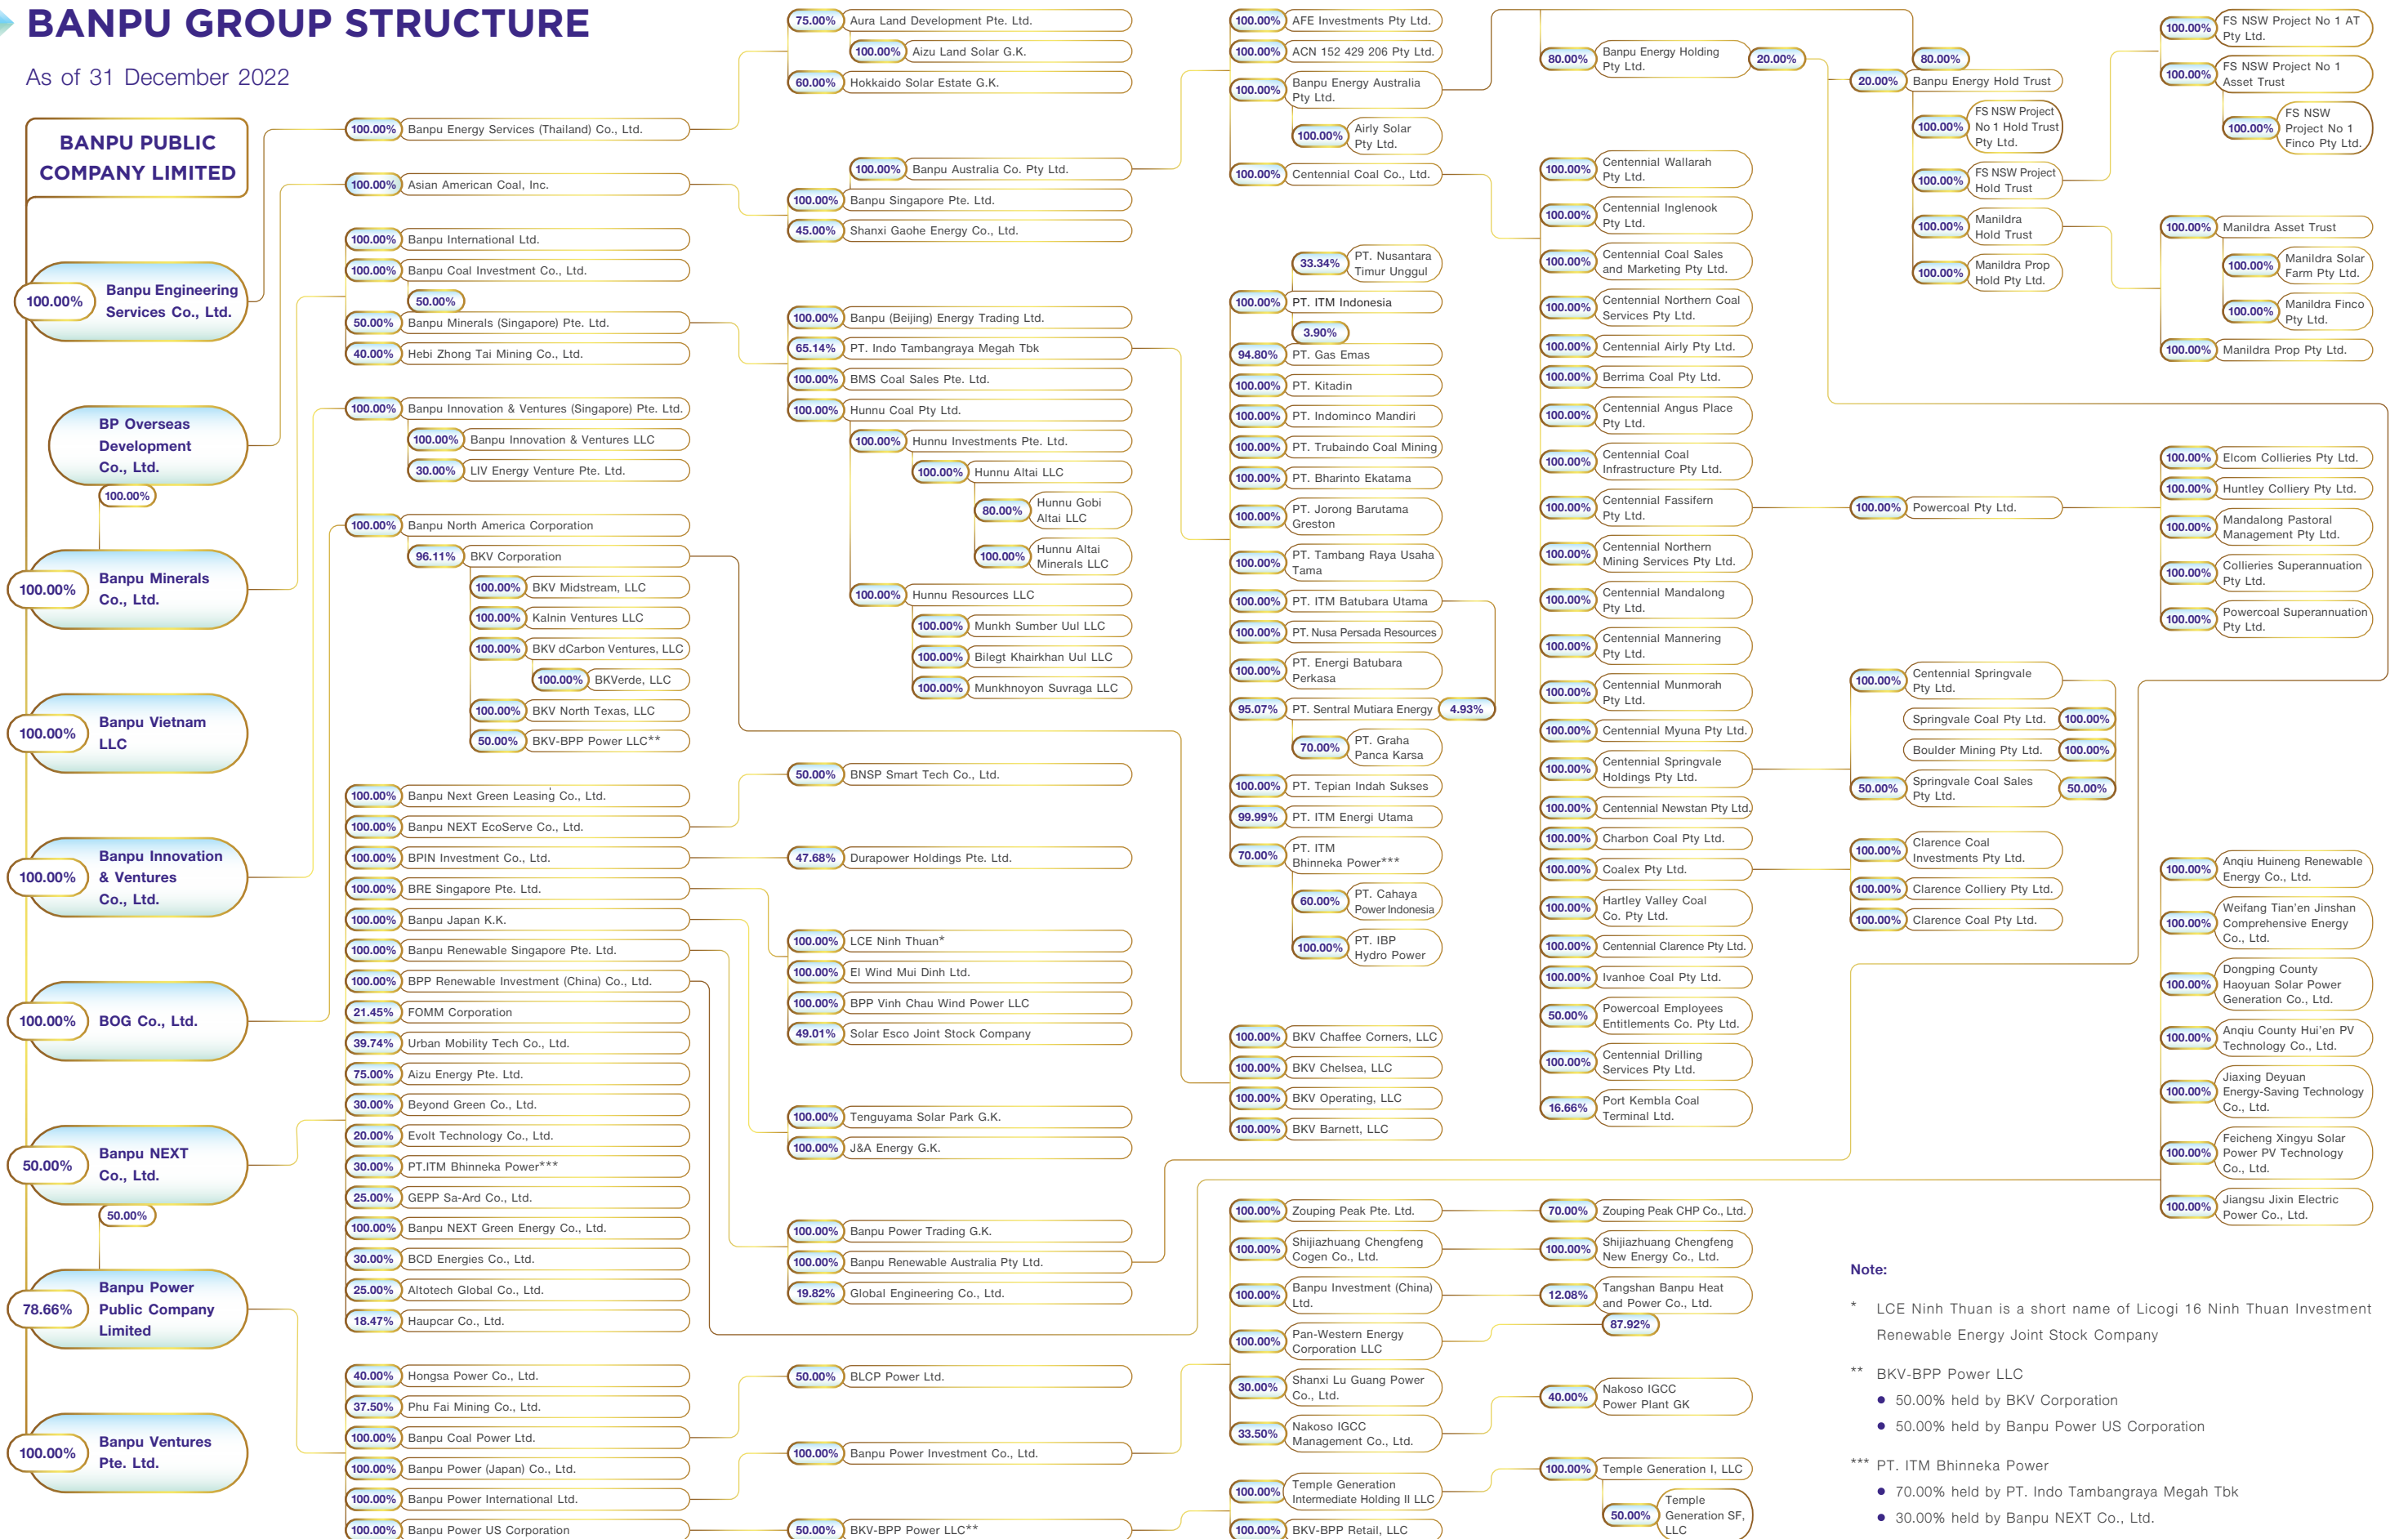 BANPU GROUP STRUCTURE
As of 31 December 2022
BANPU PUBLIC
COMPANY LIMITED
100.00%
Banpu Engineering
Services Co., Ltd.
BP Overseas
Development
Co., Ltd.
100.00%
100.00%
Banpu Minerals
Co., Ltd.
100.00%
Banpu Vietnam
LLC
100.00%
Banpu Innovation
& Ventures
Co., Ltd.
100.00%
BOG Co., Ltd.
50.00%
Banpu NEXT
Co., Ltd.
50.00%
78.66%
Banpu Power
Public Company
Limited
100.00%
Banpu Ventures
Pte. Ltd.
100.00% Banpu Energy Services (Thailand) Co., Ltd.
100.00% Asian American Coal, Inc.
100.00% Banpu International Ltd.
100.00% Banpu Coal Investment Co., Ltd.
50.00%
50.00% Banpu Minerals (Singapore) Pte. Ltd.
40.00% Hebi Zhong Tai Mining Co., Ltd.
100.00% Banpu Innovation & Ventures (Singapore) Pte. Ltd.
100.00% Banpu Innovation & Ventures LLC
30.00% LIV Energy Venture Pte. Ltd.
100.00% Banpu North America Corporation
96.11% BKV Corporation
100.00% BKV Midstream, LLC
100.00% Kalnin Ventures LLC
100.00% BKV dCarbon Ventures, LLC
100.00% BKVerde, LLC
100.00% BKV North Texas, LLC
50.00% BKV-BPP Power LLC**
100.00% Banpu Next Green Leasing Co., Ltd.
100.00% Banpu NEXT EcoServe Co., Ltd.
100.00% BPIN Investment Co., Ltd.
100.00% BRE Singapore Pte. Ltd.
100.00% Banpu Japan K.K.
100.00% Banpu Renewable Singapore Pte. Ltd.
100.00% BPP Renewable Investment (China) Co., Ltd.
21.45% FOMM Corporation
39.74% Urban Mobility Tech Co., Ltd.
75.00% Aizu Energy Pte. Ltd.
30.00% Beyond Green Co., Ltd.
20.00% Evolt Technology Co., Ltd.
30.00% PT.ITM Bhinneka Power***
25.00% GEPP Sa-Ard Co., Ltd.
100.00% Banpu NEXT Green Energy Co., Ltd.
30.00% BCD Energies Co., Ltd.
25.00% Altotech Global Co., Ltd.
18.47% Haupcar Co., Ltd.
40.00% Hongsa Power Co., Ltd.
37.50% Phu Fai Mining Co., Ltd.
100.00% Banpu Coal Power Ltd.
100.00% Banpu Power (Japan) Co., Ltd.
100.00% Banpu Power International Ltd.
100.00% Banpu Power US Corporation
75.00% Aura Land Development Pte. Ltd.
100.00% Aizu Land Solar G.K.
60.00% Hokkaido Solar Estate G.K.
100.00% Banpu Australia Co. Pty Ltd.
100.00% Banpu Singapore Pte. Ltd.
45.00% Shanxi Gaohe Energy Co., Ltd.
100.00% Banpu (Beijing) Energy Trading Ltd.
65.14% PT. Indo Tambangraya Megah Tbk
100.00% BMS Coal Sales Pte. Ltd.
100.00% Hunnu Coal Pty Ltd.
100.00% Hunnu Investments Pte. Ltd.
100.00% Hunnu Altai LLC
80.00% Hunnu Gobi
Altai LLC
100.00% Hunnu Altai
Minerals LLC
100.00% Hunnu Resources LLC
100.00% Munkh Sumber Uul LLC
100.00% Bilegt Khairkhan Uul LLC
100.00% Munkhnoyon Suvraga LLC
50.00% BNSP Smart Tech Co., Ltd.
47.68% Durapower Holdings Pte. Ltd.
100.00% LCE Ninh Thuan*
100.00% El Wind Mui Dinh Ltd.
100.00% BPP Vinh Chau Wind Power LLC
49.01% Solar Esco Joint Stock Company
100.00% Tenguyama Solar Park G.K.
100.00% J&A Energy G.K.
100.00% Banpu Power Trading G.K.
100.00% Banpu Renewable Australia Pty Ltd.
19.82% Global Engineering Co., Ltd.
50.00% BLCP Power Ltd.
100.00% Banpu Power Investment Co., Ltd.
50.00% BKV-BPP Power LLC**
100.00% AFE Investments Pty Ltd.
100.00% ACN 152 429 206 Pty Ltd.
100.00% Banpu Energy Australia
Pty Ltd.
100.00% Airly Solar
Pty Ltd.
100.00% Centennial Coal Co., Ltd.
33.34% PT. Nusantara
Timur Unggul
100.00% PT. ITM Indonesia
3.90%
94.80% PT. Gas Emas
100.00% PT. Kitadin
100.00% PT. Indominco Mandiri
100.00% PT. Trubaindo Coal Mining
100.00% PT. Bharinto Ekatama
100.00% PT. Jorong Barutama
Greston
100.00% PT. Tambang Raya Usaha
Tama
100.00% PT. ITM Batubara Utama
100.00% PT. Nusa Persada Resources
100.00% PT. Energi Batubara
Perkasa
95.07% PT. Sentral Mutiara Energy 4.93%
70.00% PT. Graha
Panca Karsa
100.00% PT. Tepian Indah Sukses
99.99% PT. ITM Energi Utama
70.00% PT. ITM
Bhinneka Power***
60.00% PT. Cahaya
Power Indonesia
100.00% PT. IBP
Hydro Power
100.00% BKV Chaffee Corners, LLC
100.00% BKV Chelsea, LLC
100.00% BKV Operating, LLC
100.00% BKV Barnett, LLC
100.00% Zouping Peak Pte. Ltd.
100.00% Shijiazhuang Chengfeng
Cogen Co., Ltd.
100.00% Banpu Investment (China)
Ltd.
100.00% Pan-Western Energy
Corporation LLC
30.00% Shanxi Lu Guang Power
Co., Ltd.
33.50% Nakoso IGCC
Management Co., Ltd.
100.00% Temple Generation
Intermediate Holding II LLC
100.00% BKV-BPP Retail, LLC
80.00% Banpu Energy Holding
Pty Ltd.
20.00%
100.00% Centennial Wallarah
Pty Ltd.
100.00% Centennial Inglenook
Pty Ltd.
100.00% Centennial Coal Sales
and Marketing Pty Ltd.
100.00% Centennial Northern Coal
Services Pty Ltd.
100.00% Centennial Airly Pty Ltd.
100.00% Berrima Coal Pty Ltd.
100.00% Centennial Angus Place
Pty Ltd.
100.00% Centennial Coal
Infrastructure Pty Ltd.
100.00% Centennial Fassifern
Pty Ltd.
100.00% Centennial Northern
Mining Services Pty Ltd.
100.00% Centennial Mandalong
Pty Ltd.
100.00% Centennial Mannering
Pty Ltd.
100.00% Centennial Munmorah
Pty Ltd.
100.00% Centennial Myuna Pty Ltd.
100.00% Centennial Springvale
Holdings Pty Ltd.
100.00% Centennial Newstan Pty Ltd.
100.00% Charbon Coal Pty Ltd.
100.00% Coalex Pty Ltd.
100.00% Hartley Valley Coal
Co. Pty Ltd.
100.00% Centennial Clarence Pty Ltd.
100.00% Ivanhoe Coal Pty Ltd.
50.00% Powercoal Employees
Entitlements Co. Pty Ltd.
100.00% Centennial Drilling
Services Pty Ltd.
16.66% Port Kembla Coal
Terminal Ltd.
70.00% Zouping Peak CHP Co., Ltd.
100.00% Shijiazhuang Chengfeng
New Energy Co., Ltd.
12.08% Tangshan Banpu Heat
and Power Co., Ltd.
87.92%
40.00% Nakoso IGCC
Power Plant GK
100.00% Temple Generation I, LLC
50.00% Temple
Generation SF,
LLC
80.00%
20.00% Banpu Energy Hold Trust
100.00% FS NSW Project
No 1 Hold Trust
Pty Ltd.
100.00% FS NSW Project
Hold Trust
100.00% Manildra
Hold Trust
100.00% Manildra Prop
Hold Pty Ltd.
100.00% Powercoal Pty Ltd.
100.00% Centennial Springvale
Pty Ltd.
Springvale Coal Pty Ltd. 100.00%
Boulder Mining Pty Ltd. 100.00%
50.00% Springvale Coal Sales
Pty Ltd.
50.00%
100.00% Clarence Coal
Investments Pty Ltd.
100.00% Clarence Colliery Pty Ltd.
100.00% Clarence Coal Pty Ltd.
100.00% FS NSW Project No 1 AT
Pty Ltd.
100.00% FS NSW Project No 1
Asset Trust
100.00% FS NSW
Project No 1
Finco Pty Ltd.
100.00% Manildra Asset Trust
100.00% Manildra Solar
Farm Pty Ltd.
100.00% Manildra Finco
Pty Ltd.
100.00% Manildra Prop Pty Ltd.
100.00% Elcom Collieries Pty Ltd.
100.00% Huntley Colliery Pty Ltd.
100.00% Mandalong Pastoral
Management Pty Ltd.
100.00% Collieries Superannuation
Pty Ltd.
100.00% Powercoal Superannuation
Pty Ltd.
100.00% Anqiu Huineng Renewable
Energy Co., Ltd.
100.00% Weifang Tian'en Jinshan
Comprehensive Energy
Co., Ltd.
100.00% Dongping County
Haoyuan Solar Power
Generation Co., Ltd.
100.00% Anqiu County Hui'en PV
Technology Co., Ltd.
100.00% Jiaxing Deyuan
Energy-Saving Technology
Co., Ltd.
100.00% Feicheng Xingyu Solar
Power PV Technology
Co., Ltd.
100.00% Jiangsu Jixin Electric
Power Co., Ltd.
Note:
* LCE Ninh Thuan is a short name of Licogi 16 Ninh Thuan Investment
Renewable Energy Joint Stock Company
** BKV-BPP Power LLC
• 50.00% held by BKV Corporation
• 50.00% held by Banpu Power US Corporation
*** PT. ITM Bhinneka Power
• 70.00% held by PT. Indo Tambangraya Megah Tbk
• 30.00% held by Banpu NEXT Co., Ltd.